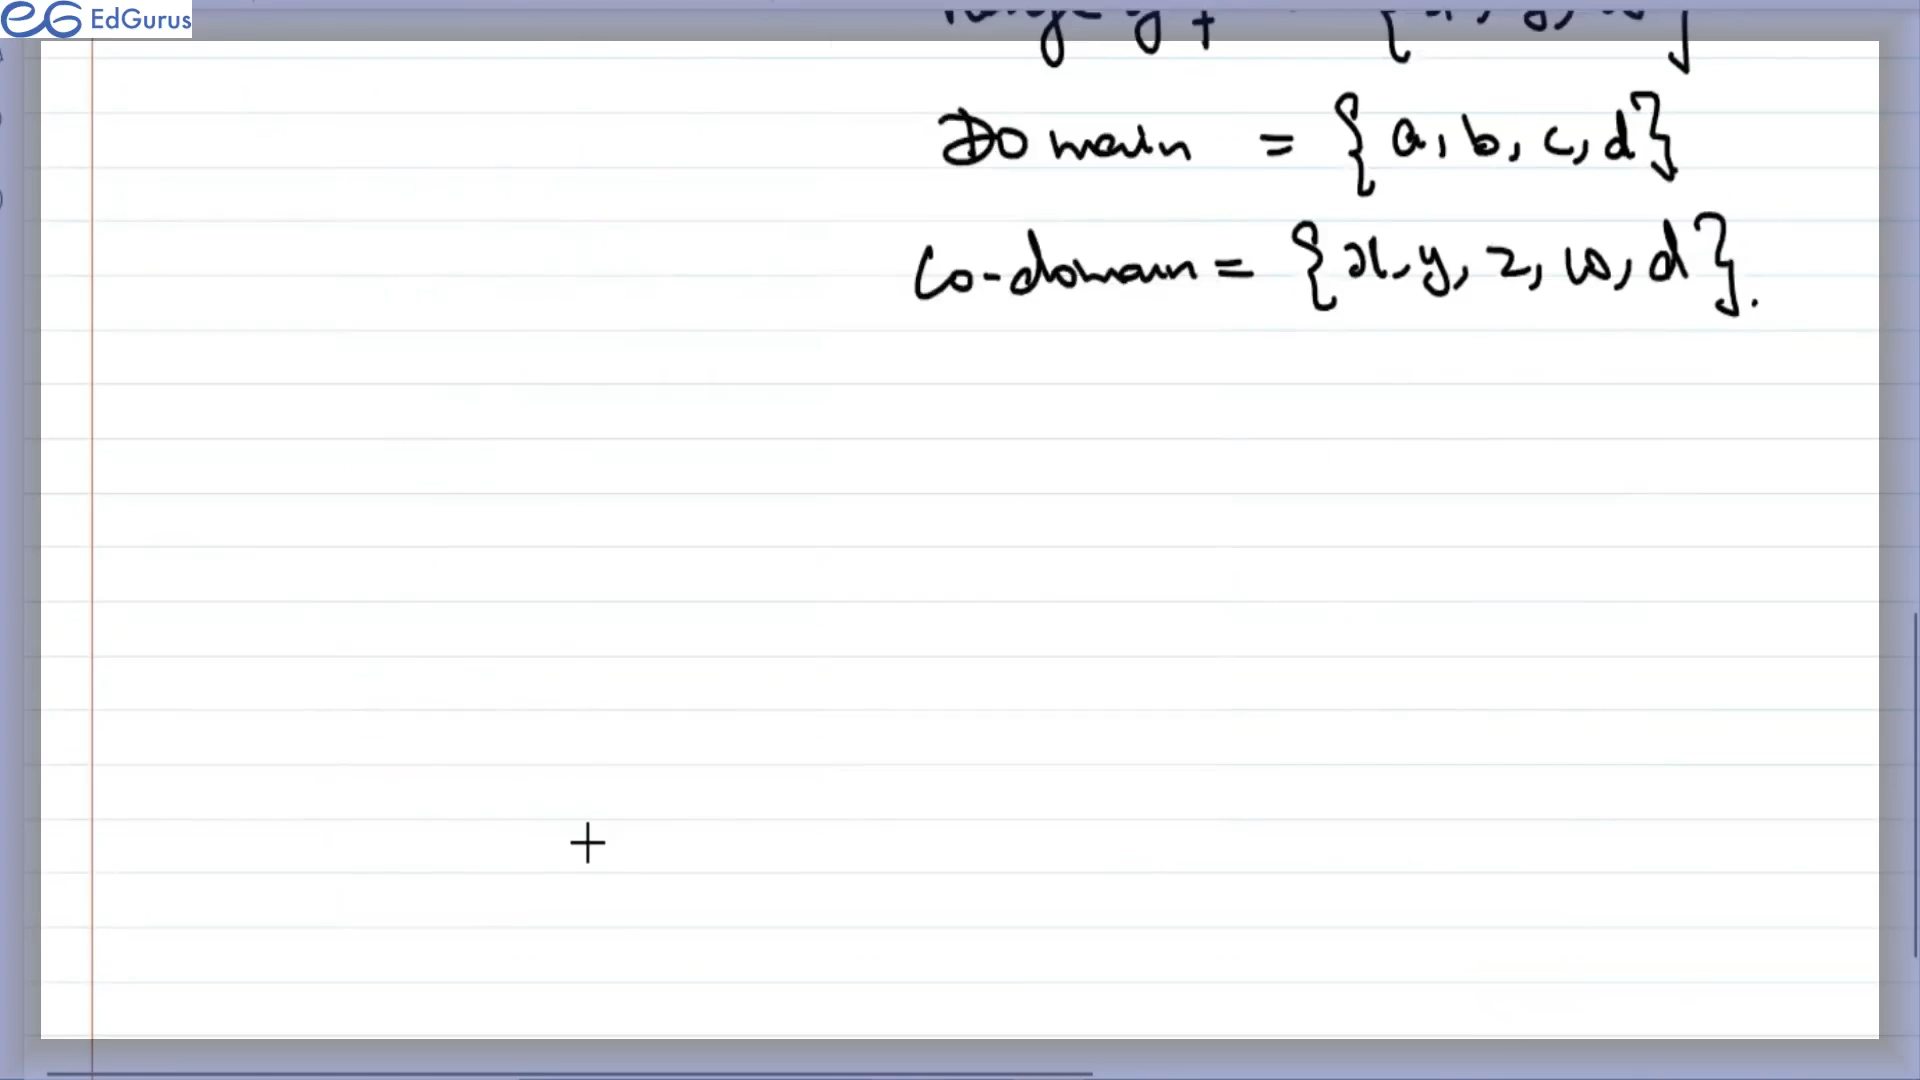 EdGurus
Domain = {a, b, c, d}
Co-domain = {x, y, z, w, d}.